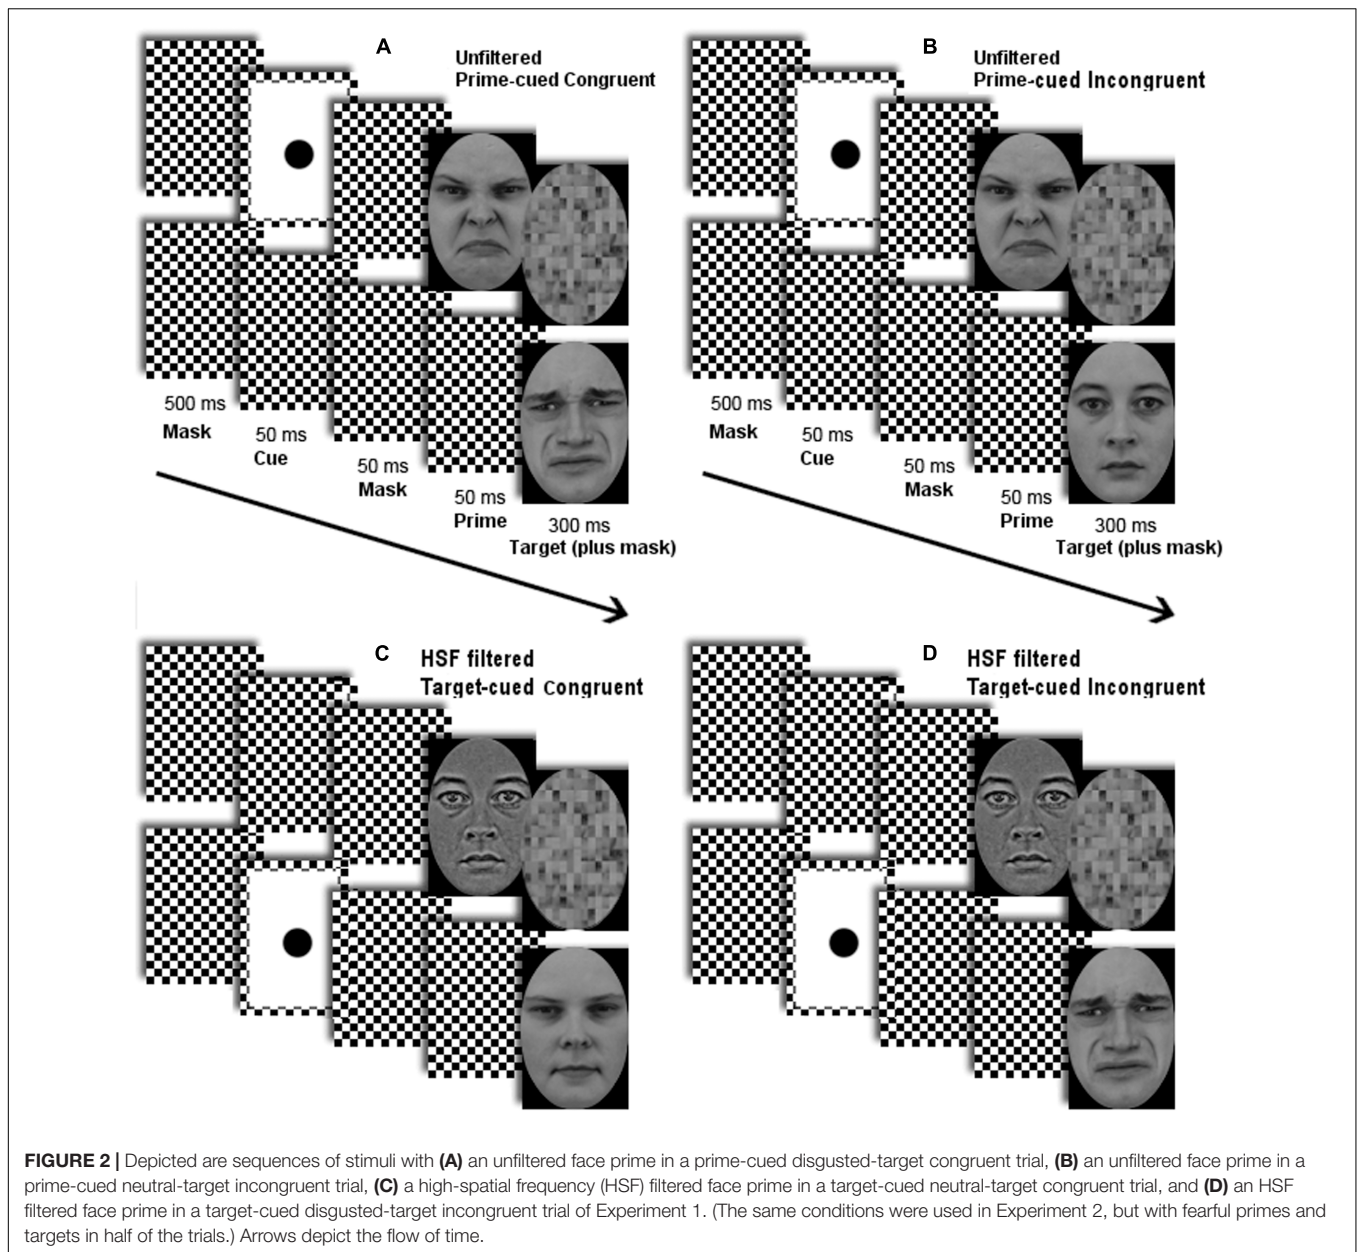 A
Unfiltered
Prime-cued Congruent
500 ms
Mask
50 ms
Cue
50 ms
Mask
50 ms
Prime
300 ms
Target (plus mask)
B
Unfiltered
Prime-cued Incongruent
500 ms
Mask
50 ms
Cue
50 ms
Mask
50 ms
Prime
300 ms
Target (plus mask)
C
HSF filtered
Target-cued Congruent
D
HSF filtered
Target-cued Incongruent
FIGURE 2 | Depicted are sequences of stimuli with (A) an unfiltered face prime in a prime-cued disgusted-target congruent trial, (B) an unfiltered face prime in a
prime-cued neutral-target incongruent trial, (C) a high-spatial frequency (HSF) filtered face prime in a target-cued neutral-target congruent trial, and (D) an HSF
filtered face prime in a target-cued disgusted-target incongruent trial of Experiment 1. (The same conditions were used in Experiment 2, but with fearful primes and
targets in half of the trials.) Arrows depict the flow of time.